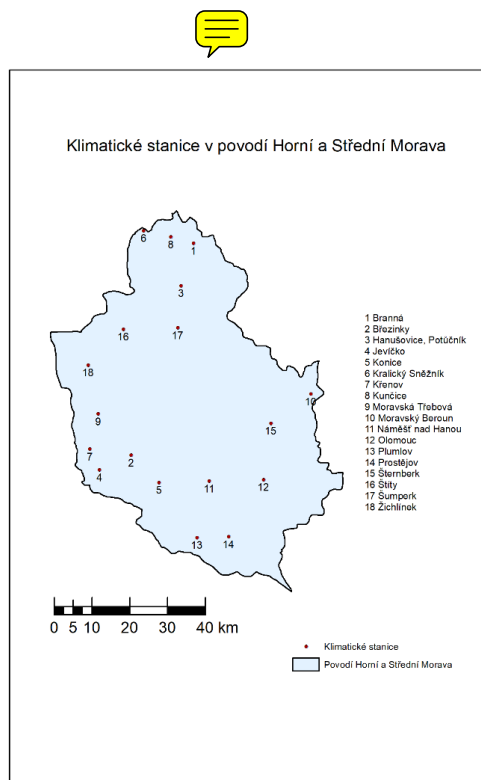 Klimatické stanice v povodí Horní a Střední Morava
6
8
1
3
16
17
18
10
9
15
7
2
4
5
11
12
13
14
1 Branná
2 Březinky
3 Hanušovice, Potůčník
4 Jevíčko
5 Konice
6 Kralický Sněžník
7 Křenov
8 Kunčice
9 Moravská Třebová
10 Moravský Beroun
11 Náměšť nad Hanou
12 Olomouc
13 Plumlov
14 Prostějov
15 Šternberk
16 Štíty
17 Šumperk
18 Žichlínek
0 5 10 20 30 40 km
Klimatické stanice
Povodí Horní a Střední Morava